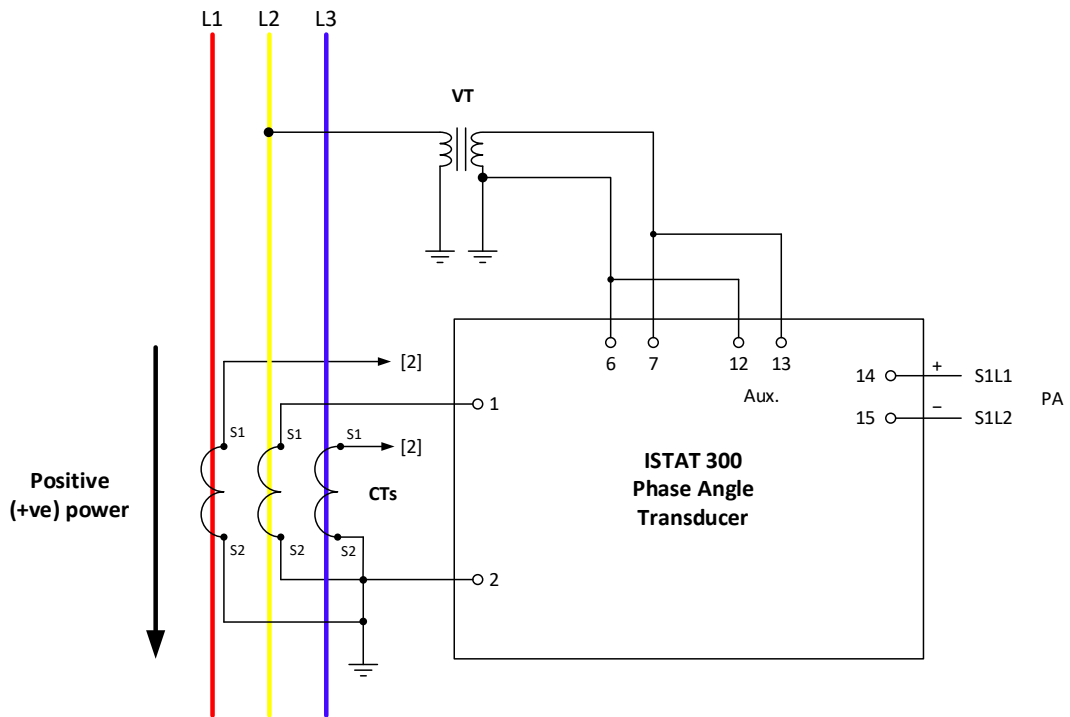 L1 L2 L3
VT
[2]
6 7 12 13
Aux.
14 + S1L1
PA
15 – S1L2
1
S1 S1 S1 [2]
ISTAT 300
Phase Angle
Transducer
Positive
(+ve) power
CTs
S2 S2 S2
2